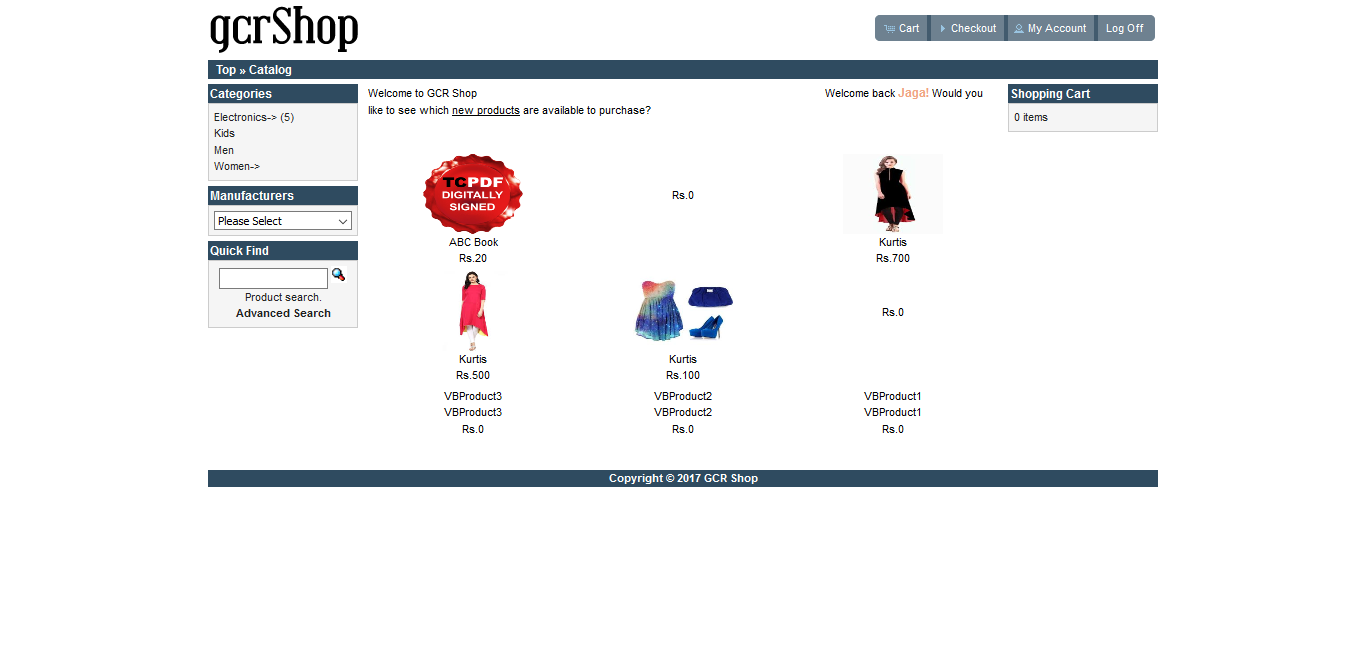 gcrShop
Cart
Checkout
My Account
Log Off
Top » Catalog
Categories
Electronics-> (5)
Kids
Men
Women->
Manufacturers
Please Select
Quick Find
Product search.
Advanced Search
Welcome to GCR Shop
Welcome back Jaga! Would you
like to see which new products are available to purchase?
TCPDF
DIGITALLY
SIGNED
ABC Book
Rs.20
Rs.0
Kurtis
Rs.700
Kurtis
Rs.500
Kurtis
Rs.100
Rs.0
VBProduct3
VBProduct3
Rs.0
VBProduct2
VBProduct2
Rs.0
VBProduct1
VBProduct1
Rs.0
Shopping Cart
0 items
Copyright © 2017 GCR Shop